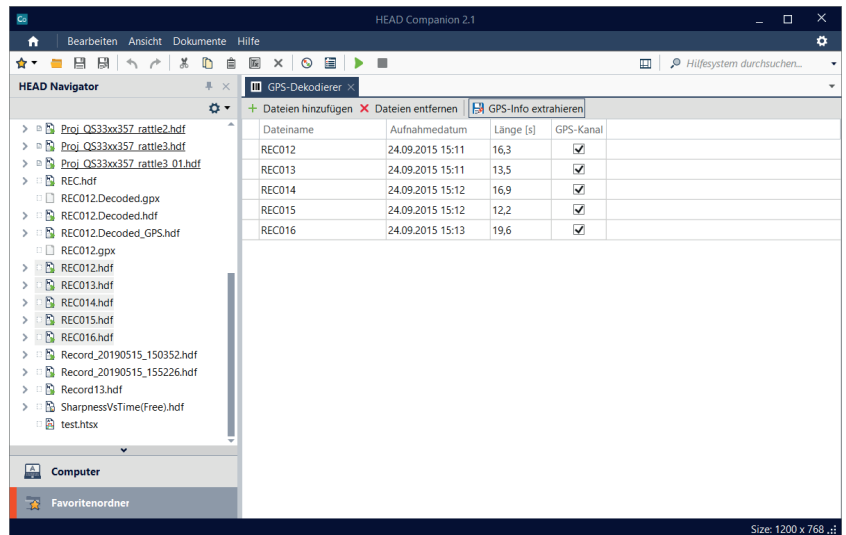 Co HEAD Companion 2.1
Bearbeiten Ansicht Dokumente Hilfe
Hilfesystem durchsuchen...
HEAD Navigator
GPS-Dekodierer
Dateien hinzufügen Dateien entfernen GPS-Info extrahieren
Proj_QS33xx357_rattle2.hdf
Proj_QS33xx357_rattle3.hdf
Proj_QS33xx357_rattle3_01.hdf
REC.hdf
REC012.Decoded.gpx
REC012.Decoded.hdf
REC012.Decoded_GPS.hdf
REC012.gpx
REC012.hdf
REC013.hdf
REC014.hdf
REC015.hdf
REC016.hdf
Record_20190515_150352.hdf
Record_20190515_155226.hdf
Record13.hdf
SharpnessVsTime(Free).hdf
test.htsx
Computer
Favoritenordner
Dateiname Aufnahmedatum Länge [s] GPS-Kanal
REC012 24.09.2015 15:11 16,3
REC013 24.09.2015 15:11 13,5
REC014 24.09.2015 15:12 16,9
REC015 24.09.2015 15:12 12,2
REC016 24.09.2015 15:13 19,6
Size: 1200 x 768